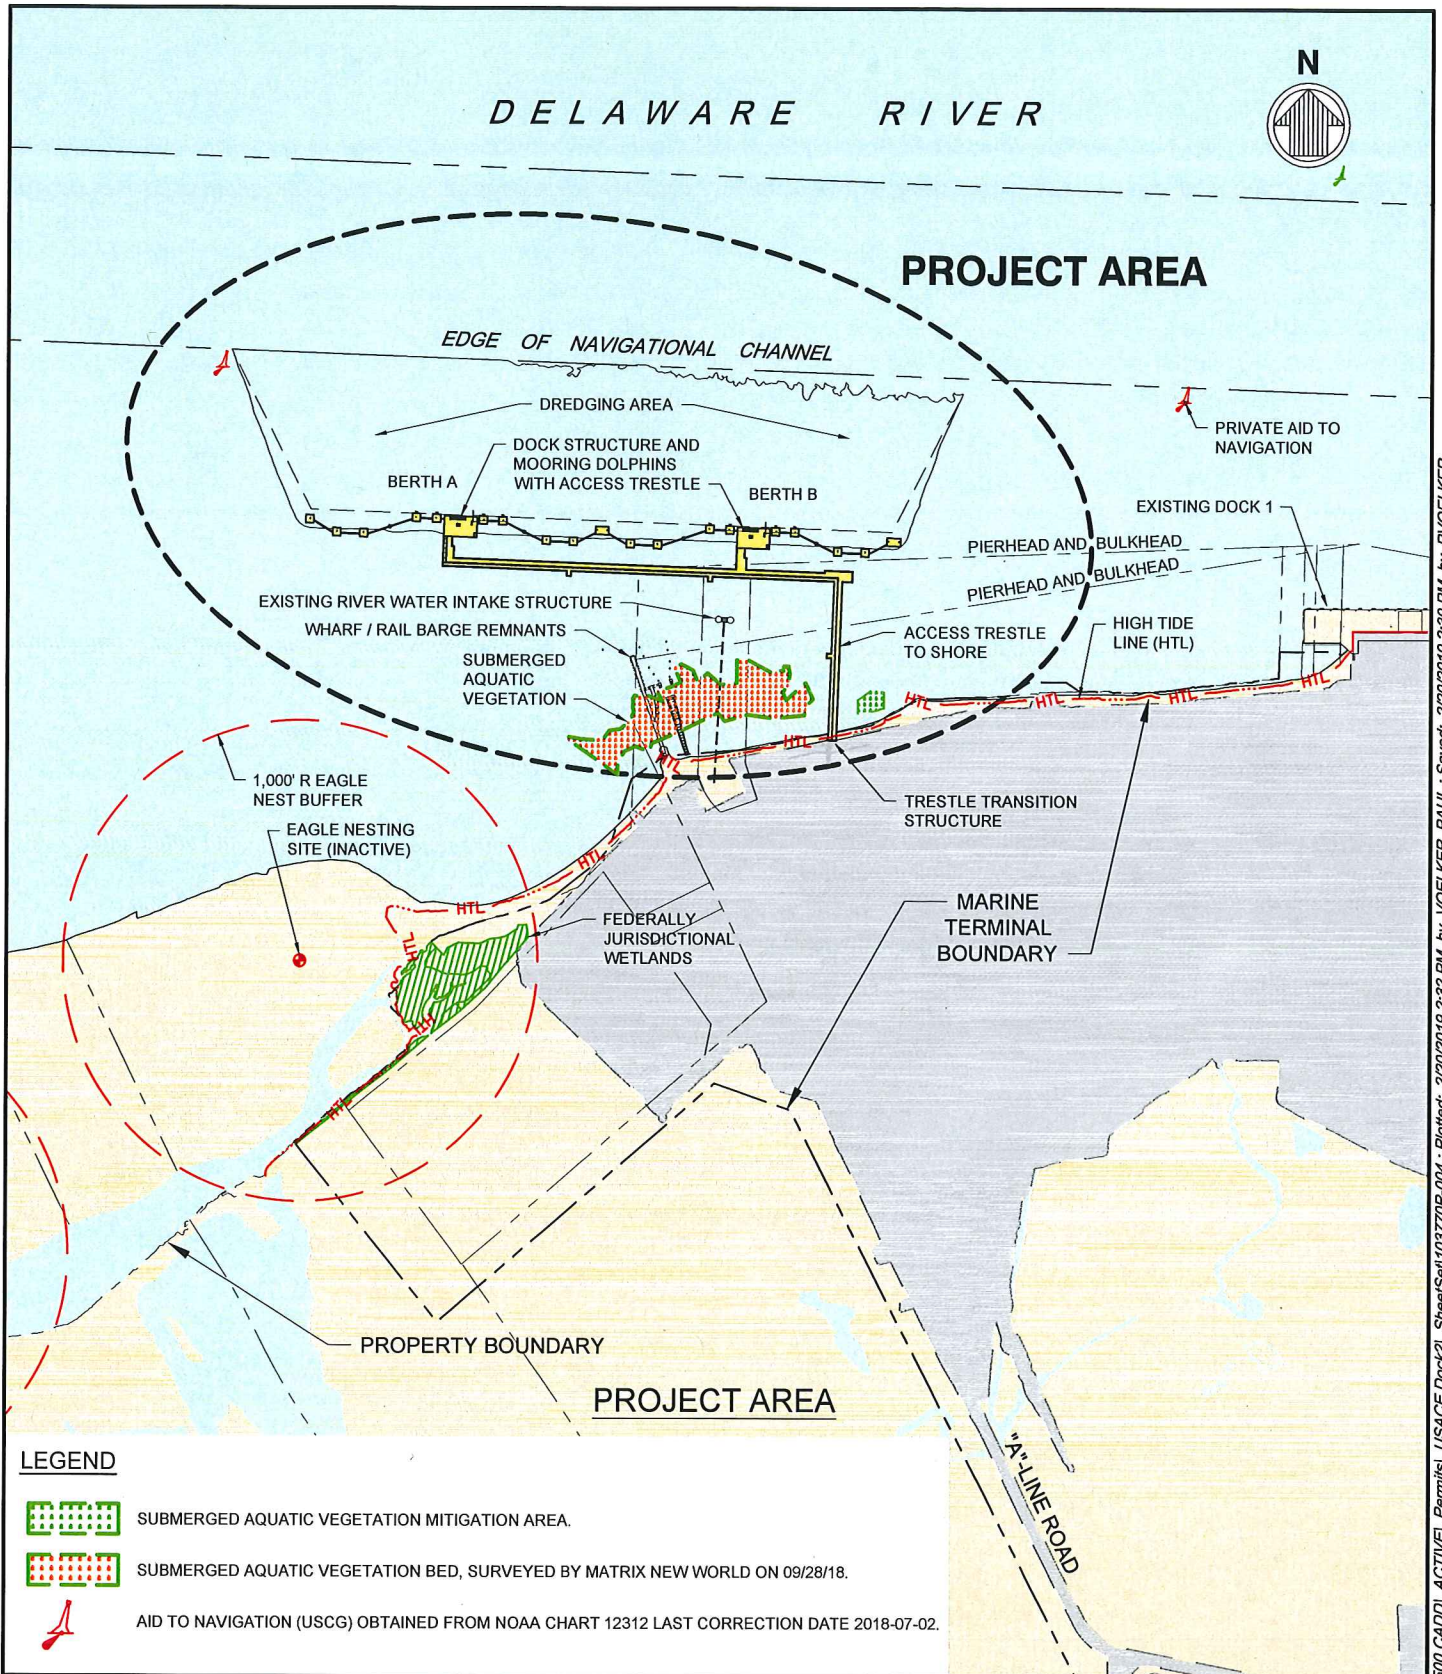 N
DELAWARE RIVER
PROJECT AREA
EDGE OF NAVIGATIONAL CHANNEL
DREDGING AREA
PRIVATE AID TO
NAVIGATION
DOCK STRUCTURE AND
MOORING DOLPHINS
WITH ACCESS TRESTLE
BERTH A
BERTH B
EXISTING DOCK 1
PIERHEAD AND BULKHEAD
PIERHEAD AND BULKHEAD
EXISTING RIVER WATER INTAKE STRUCTURE
WHARF / RAIL BARGE REMNANTS
ACCESS TRESTLE
TO SHORE
HIGH TIDE
LINE (HTL)
SUBMERGED
AQUATIC
VEGETATION
HTL
HTL
HTL
HTL
HTL
HTL
1,000' R EAGLE
NEST BUFFER
TRESTLE TRANSITION
STRUCTURE
EAGLE NESTING
SITE (INACTIVE)
HTL
HTL
HTL
HTL
HTL
FEDERALLY
JURISDICTIONAL
WETLANDS
MARINE
TERMINAL
BOUNDARY
PROPERTY BOUNDARY
PROJECT AREA
"A"-LINE ROAD
LEGEND
SUBMERGED AQUATIC VEGETATION MITIGATION AREA.
SUBMERGED AQUATIC VEGETATION BED, SURVEYED BY MATRIX NEW WORLD ON 09/28/18.
AID TO NAVIGATION (USCG) OBTAINED FROM NOAA CHART 12312 LAST CORRECTION DATE 2018-07-02.